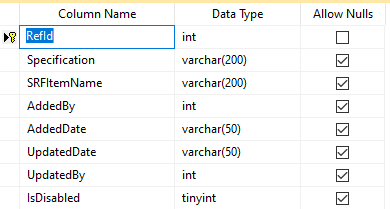 Column Name Data Type Allow Nulls
RefId int
Specification varchar(200)
SRFItemName varchar(200)
AddedBy int
AddedDate varchar(50)
UpdatedDate varchar(50)
UpdatedBy int
IsDisabled tinyint